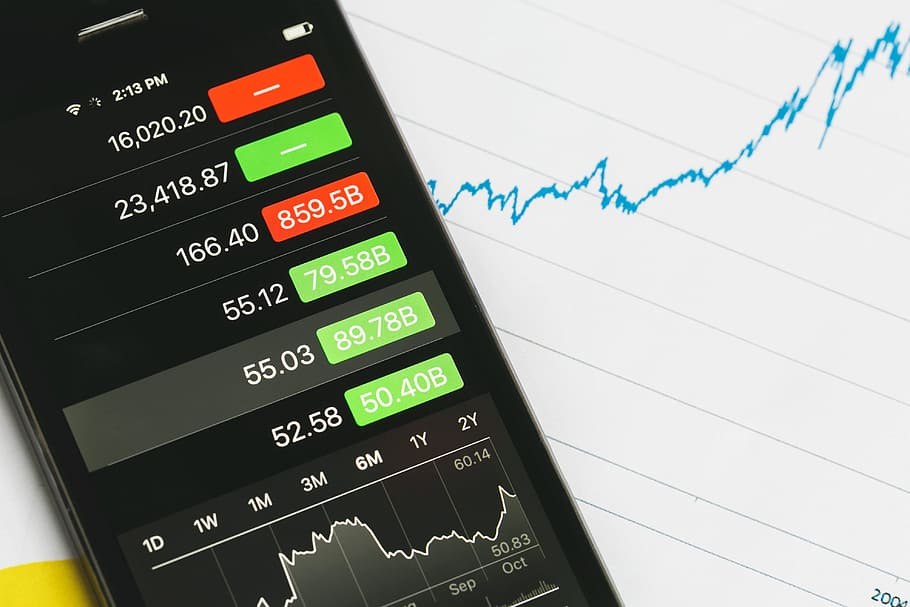 2:13 PM
16,020.20 —
23,418.87 —
166.40 859.5B
55.12 79.58B
55.03 89.78B
52.58 50.40B
1D 1W 1M 3M 6M 1Y 2Y
60.14
50.83
Sep Oct